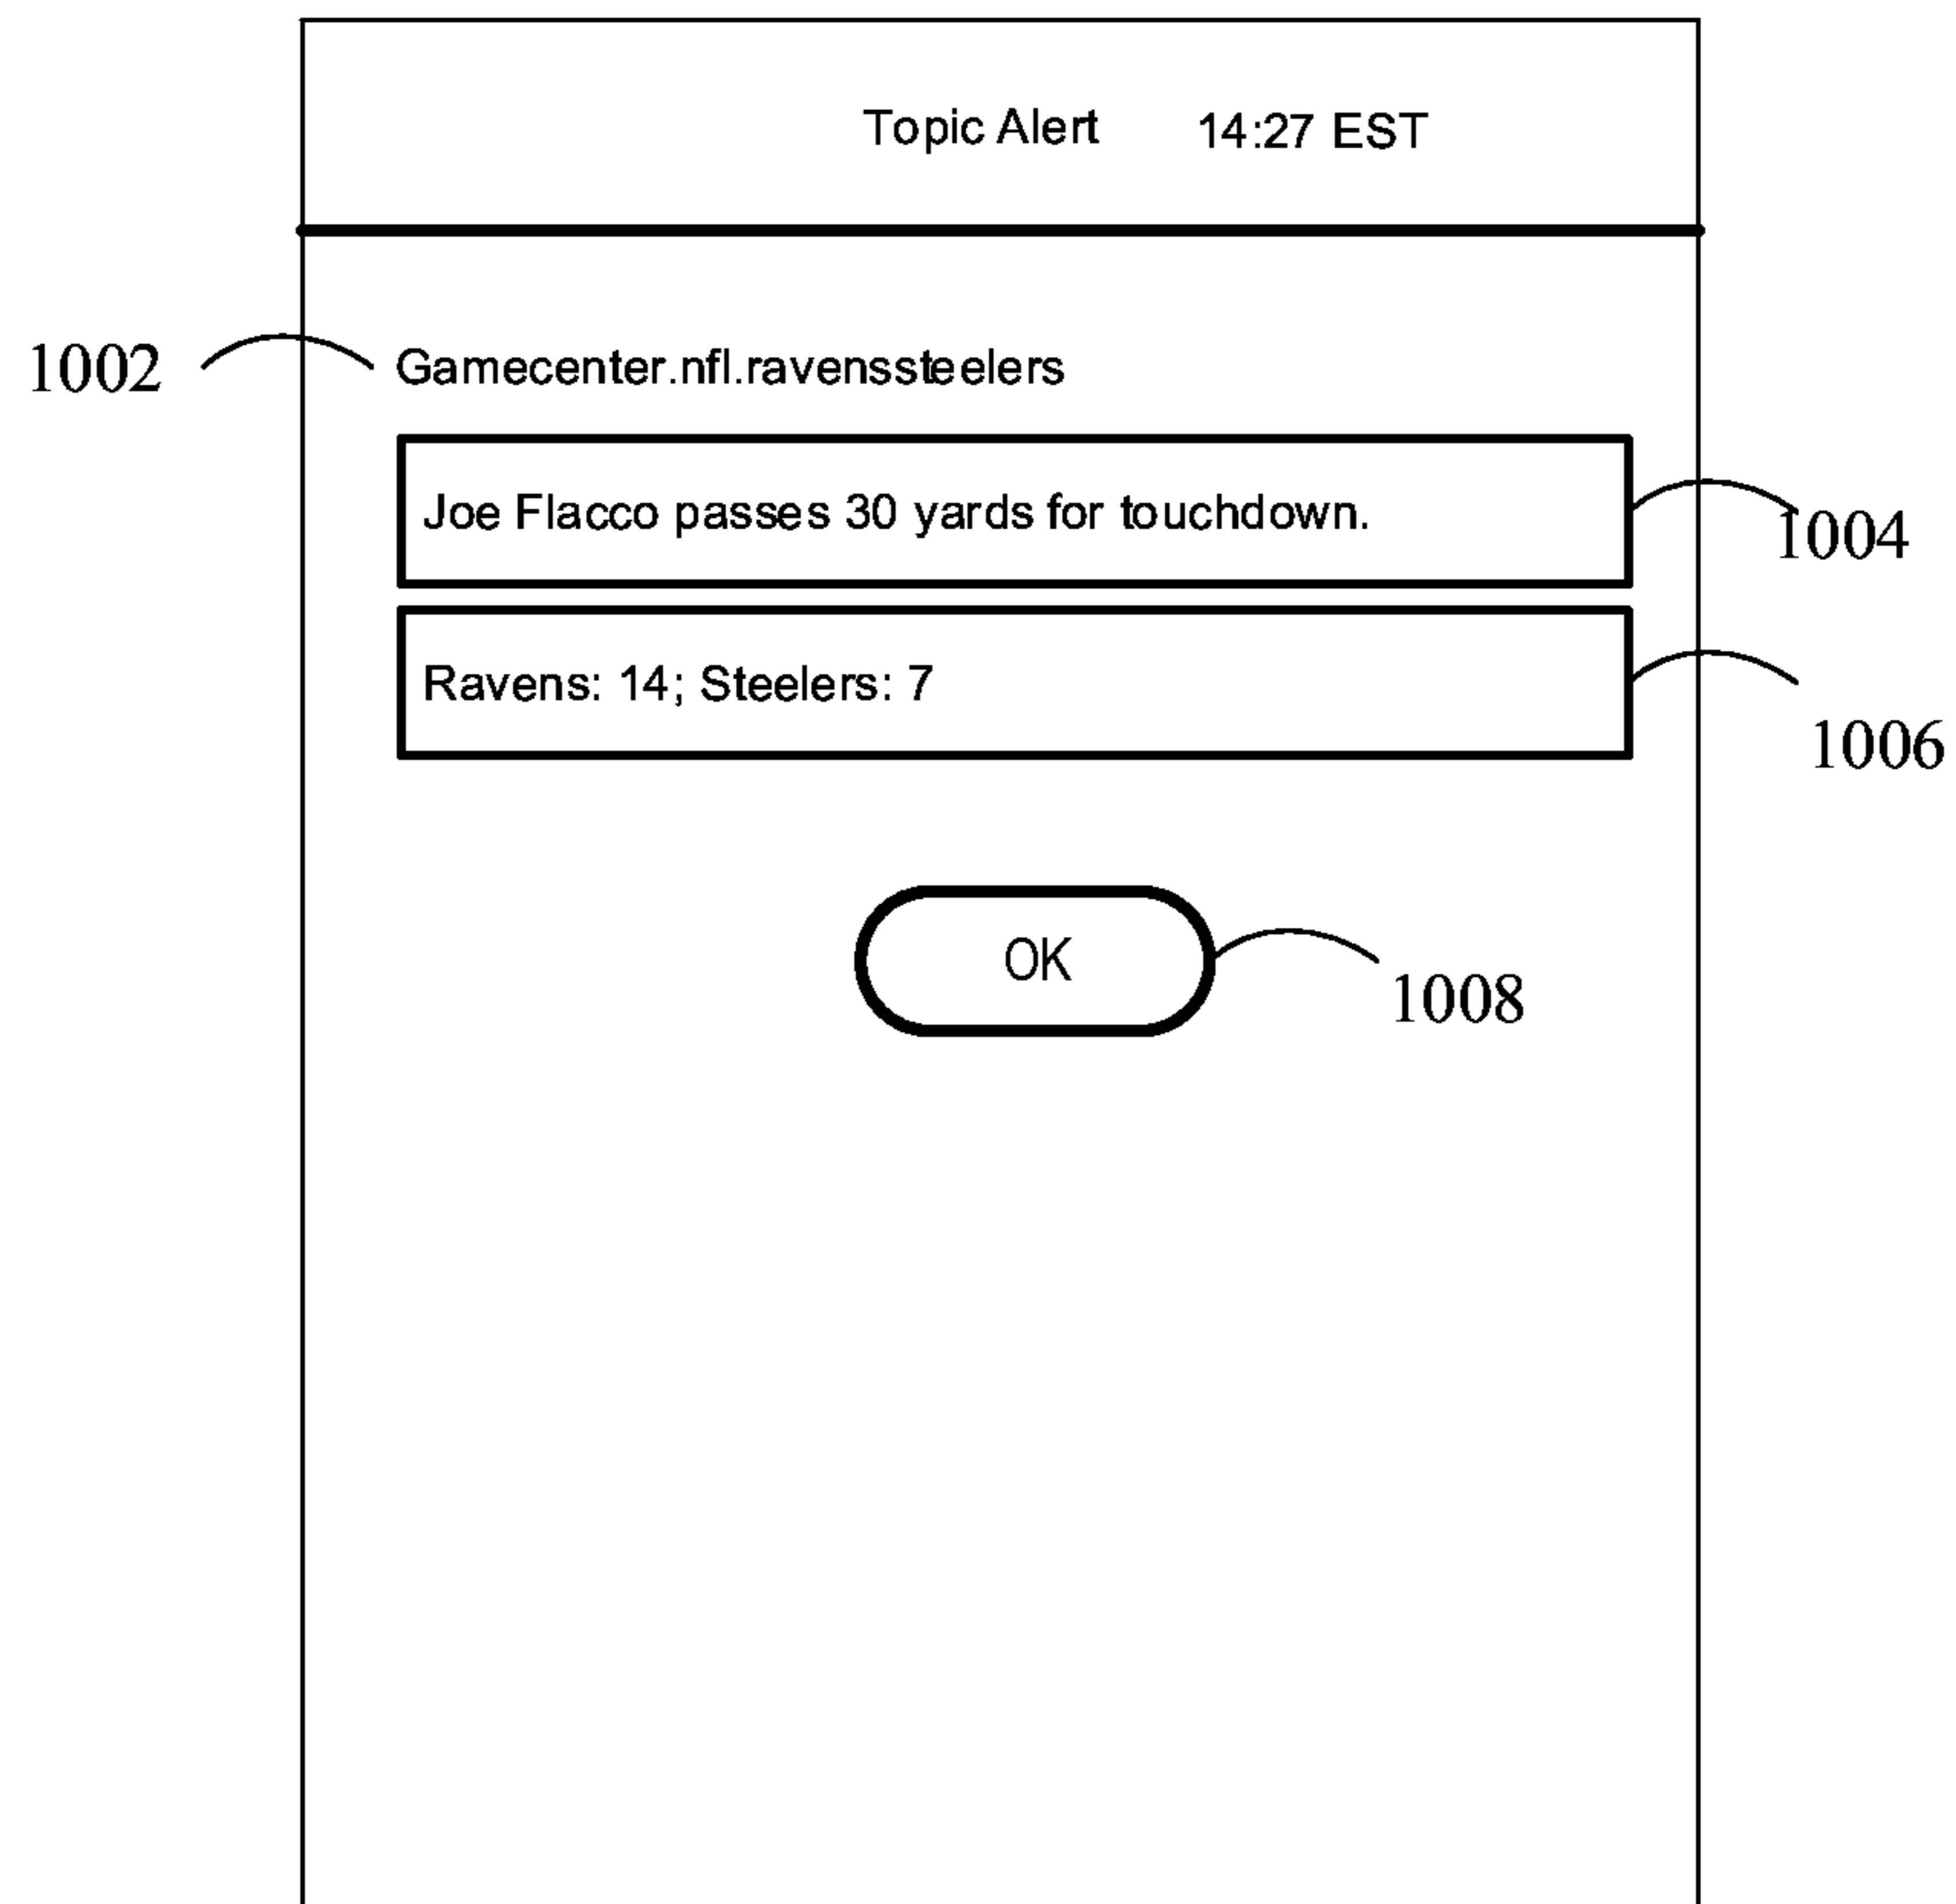 Topic Alert 14:27 EST
1002 Gamecenter.nfl.ravenssteelers
Joe Flacco passes 30 yards for touchdown.
1004
Ravens: 14; Steelers: 7
1006
OK
1008